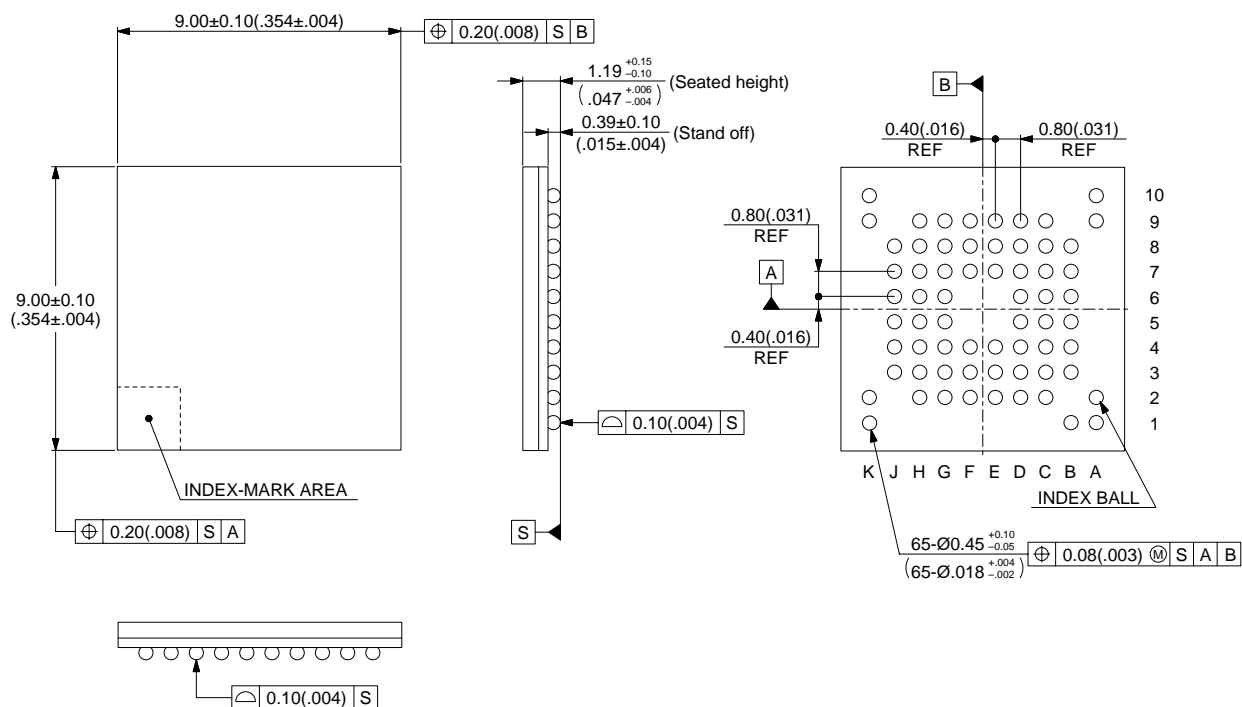 9.00±0.10(.354±.004)
⌖ 0.20(.008) S B
1.19 +0.15 −0.10 (Seated height)
(.047 +.006 −.004)
0.39±0.10 (Stand off)
(.015±.004)
B
0.40(.016) REF
0.80(.031) REF
0.80(.031) REF
A
0.40(.016) REF
10
9
8
7
6
5
4
3
2
1
K J H G F E D C B A
INDEX BALL
9.00±0.10
(.354±.004)
INDEX-MARK AREA
⌖ 0.20(.008) S A
⌓ 0.10(.004) S
S
65-Ø0.45 +0.10 −0.05
(65-Ø.018 +.004 −.002)
⌖ 0.08(.003) Ⓜ S A B
⌓ 0.10(.004) S